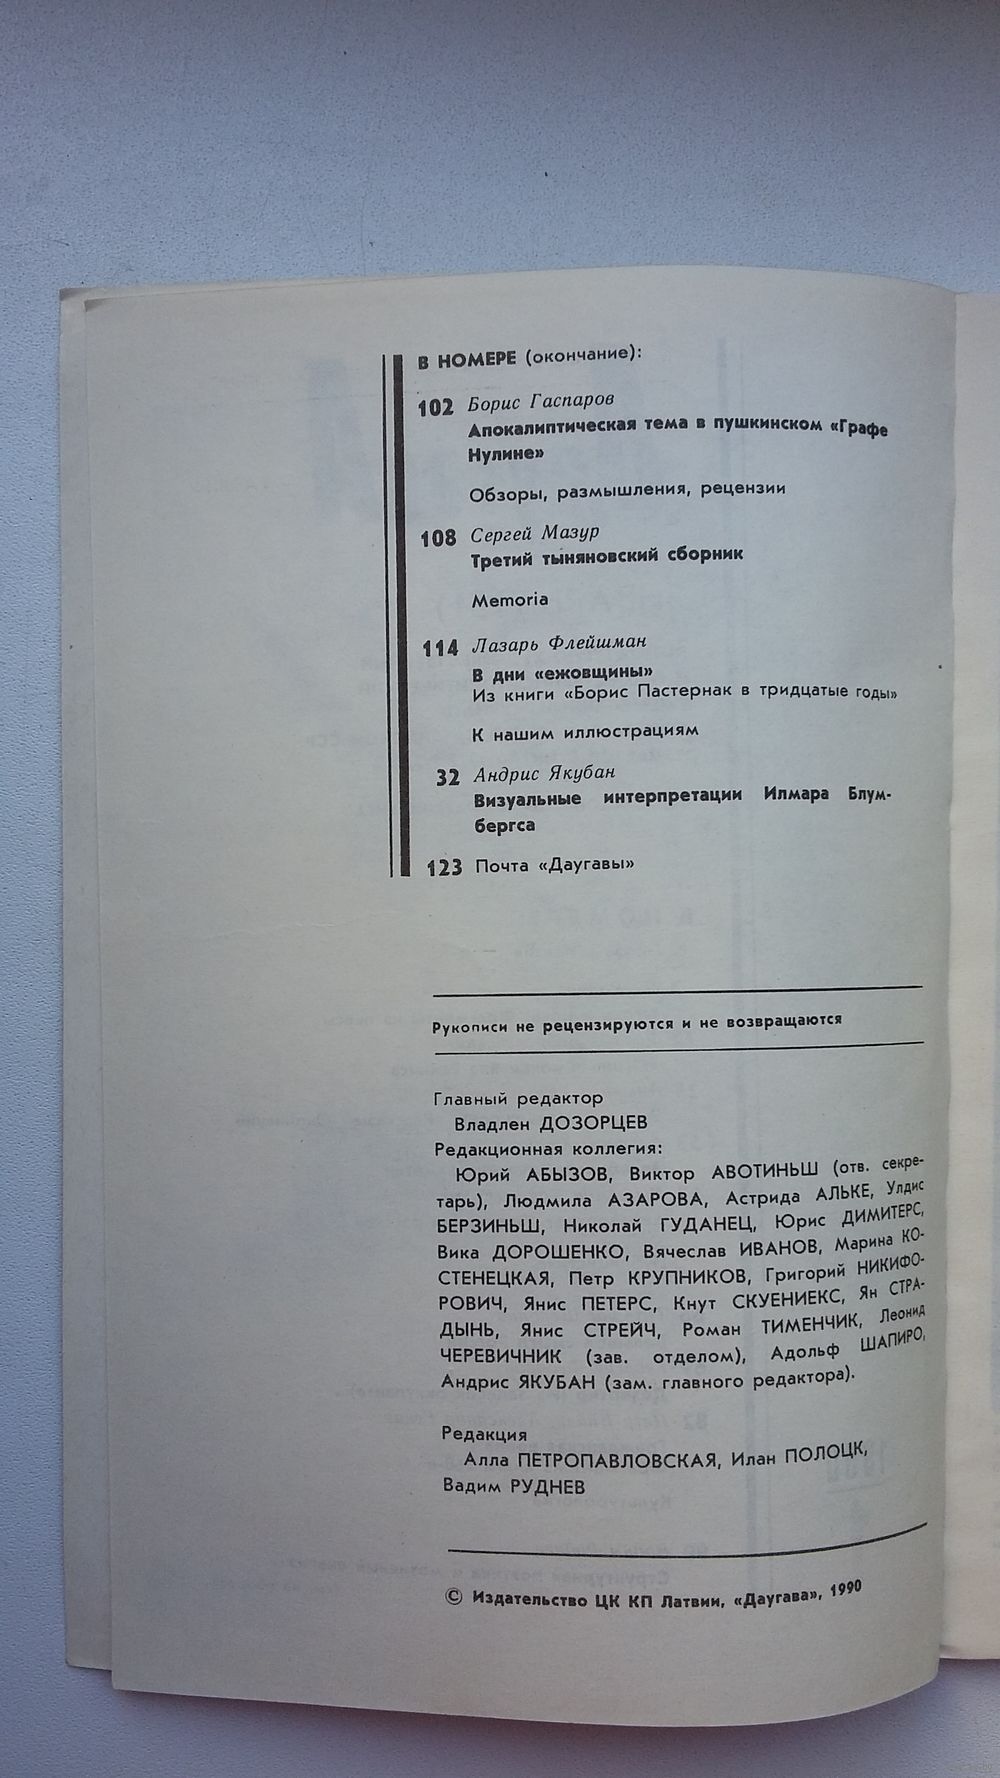 В НОМЕРЕ (окончание):
102 Борис Гаспаров
Апокалиптическая тема в пушкинском «Графе
Нулине»
Обзоры, размышления, рецензии
108 Сергей Мазур
Третий тыняновский сборник
Memoria
114 Лазарь Флейшман
В дни «ежовщины»
Из книги «Борис Пастернак в тридцатые годы»
К нашим иллюстрациям
32 Андрис Якубан
Визуальные интерпретации Илмара Блум-
бергса
123 Почта «Даугавы»
Рукописи не рецензируются и не возвращаются
Главный редактор
Владлен ДОЗОРЦЕВ
Редакционная коллегия:
Юрий АБЫЗОВ, Виктор АВОТИНЬШ (отв. секре-
тарь), Людмила АЗАРОВА, Астрида АЛЬКЕ, Улдис
БЕРЗИНЬШ, Николай ГУДАНЕЦ, Юрис ДИМИТЕРС,
Вика ДОРОШЕНКО, Вячеслав ИВАНОВ, Марина КО-
СТЕНЕЦКАЯ, Петр КРУПНИКОВ, Григорий НИКИФО-
РОВИЧ, Янис ПЕТЕРС, Кнут СКУЕНИЕКС, Ян СТРА-
ДЫНЬ, Янис СТРЕЙЧ, Роман ТИМЕНЧИК, Леонид
ЧЕРЕВИЧНИК (зав. отделом), Адольф ШАПИРО,
Андрис ЯКУБАН (зам. главного редактора).
Редакция
Алла ПЕТРОПАВЛОВСКАЯ, Илан ПОЛОЦК,
Вадим РУДНЕВ
© Издательство ЦК КП Латвии, «Даугава», 1990